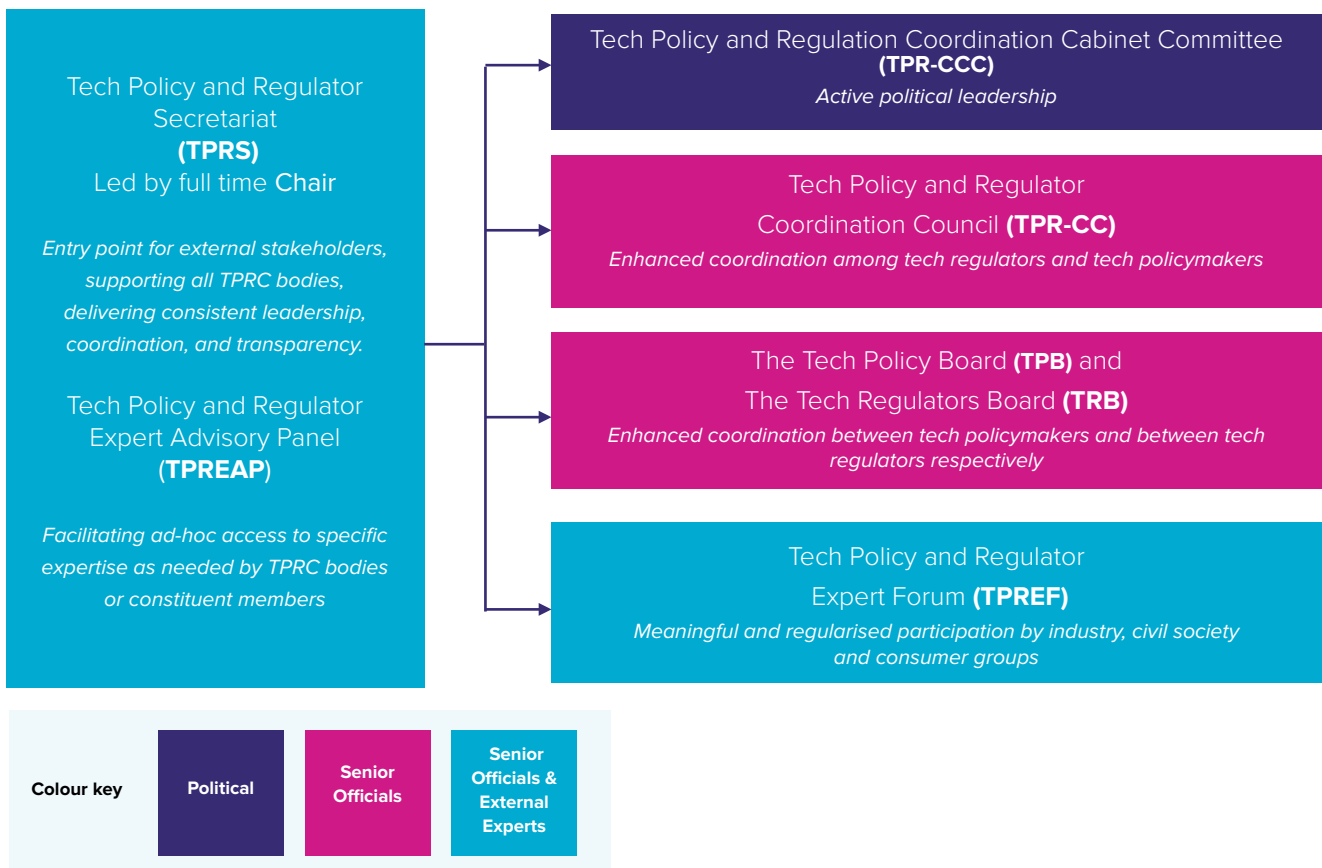 Tech Policy and Regulator
Secretariat
(TPRS)
Led by full time Chair
Entry point for external stakeholders,
supporting all TPRC bodies,
delivering consistent leadership,
coordination, and transparency.
Tech Policy and Regulator
Expert Advisory Panel
(TPREAP)
Facilitating ad-hoc access to specific
expertise as needed by TPRC bodies
or constituent members
Tech Policy and Regulation Coordination Cabinet Committee
(TPR-CCC)
Active political leadership
Tech Policy and Regulator
Coordination Council (TPR-CC)
Enhanced coordination among tech regulators and tech policymakers
The Tech Policy Board (TPB) and
The Tech Regulators Board (TRB)
Enhanced coordination between tech policymakers and between tech
regulators respectively
Tech Policy and Regulator
Expert Forum (TPREF)
Meaningful and regularised participation by industry, civil society
and consumer groups
Colour key
Political
Senior
Officials
Senior
Officials &
External
Experts